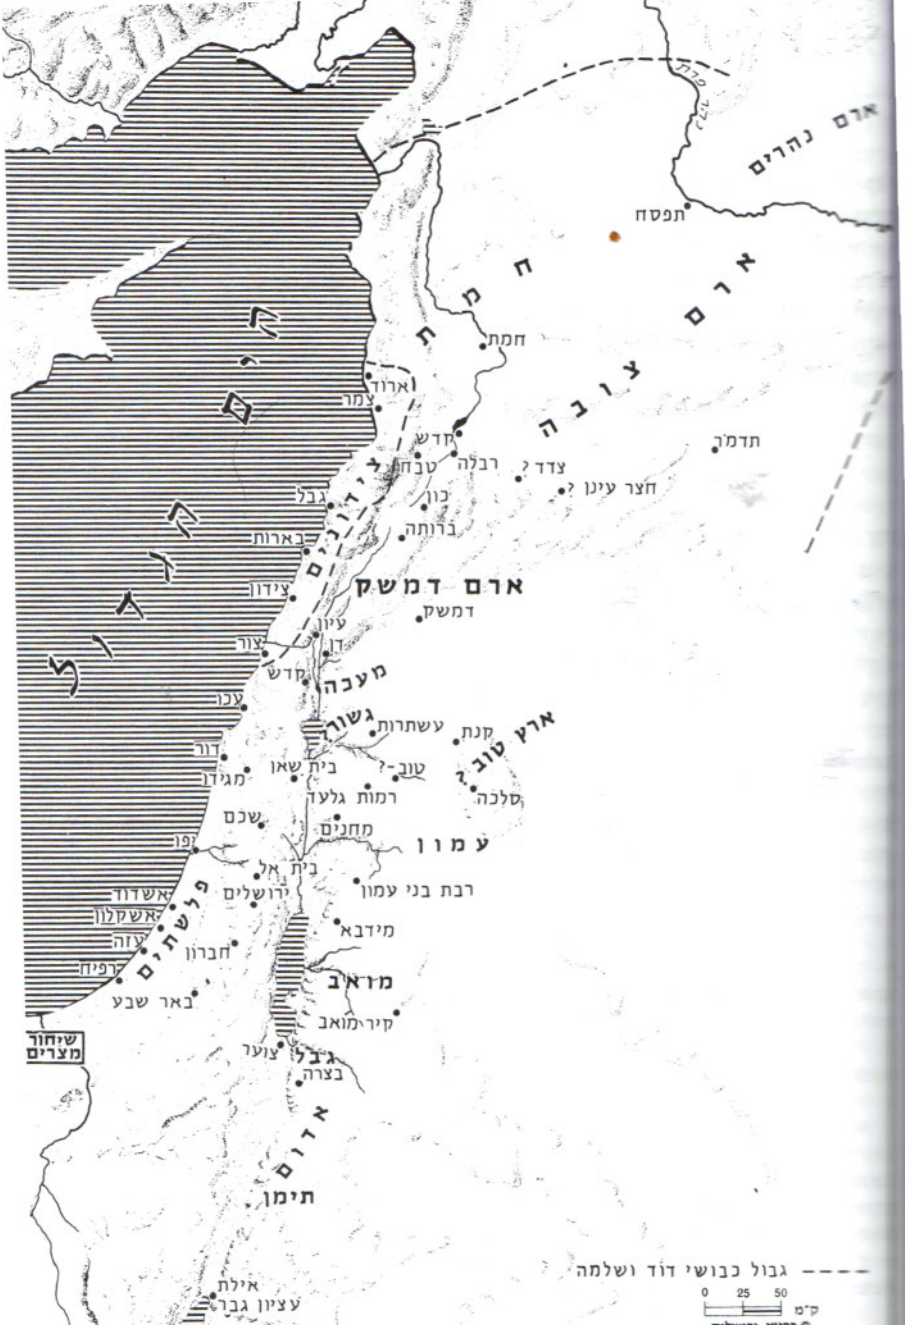 נהר פרת
ארם נהרים
תפסח
חמת
ארם צובה
חמת
הים
ארוד
צמר
קדש
תדמר
טבח
רבלה
צדד ?
חצר עינן ?
צידונים
גבל
כון
ברותה
בארות
הגדול
ארם דמשק
צידון
דמשק
עיון
צור
דן
קדש
מעכה
עכו
גשור
עשתרות
קנת
ארץ טוב ?
דור
מגידו
בית שאן
טוב-?
רמות גלעד
סלכה
שכם
מחנים
עמון
יפו
בית אל
רבת בני עמון
ירושלים
אשדוד
פלשתים
אשקלון
מידבא
עזה
חברון
רפיח
מואב
באר שבע
קיר מואב
שיחור
מצרים
צוער
גבל
בצרה
אדום
תימן
אילת
עציון גבר
גבול כבושי דוד ושלמה
0 25 50
ק"מ